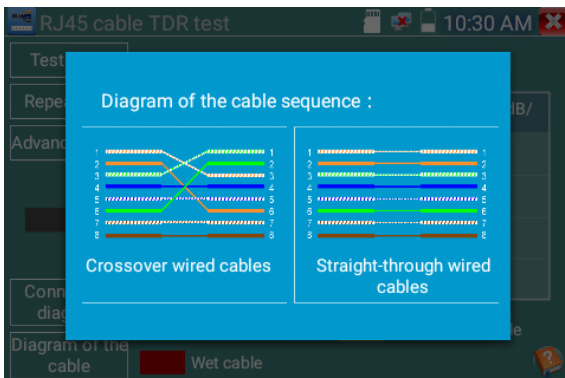 RJ45 cable TDR test
10:30 AM
Test
Repe
dB/
Advanc
Diagram of the cable sequence :
1 1
2 2
3 3
4 4
5 5
6 6
7 7
8 8
Crossover wired cables
1 1
2 2
3 3
4 4
5 5
6 6
7 7
8 8
Straight-through wired
cables
Conn
diag
e
Diagram of the
cable
Wet cable